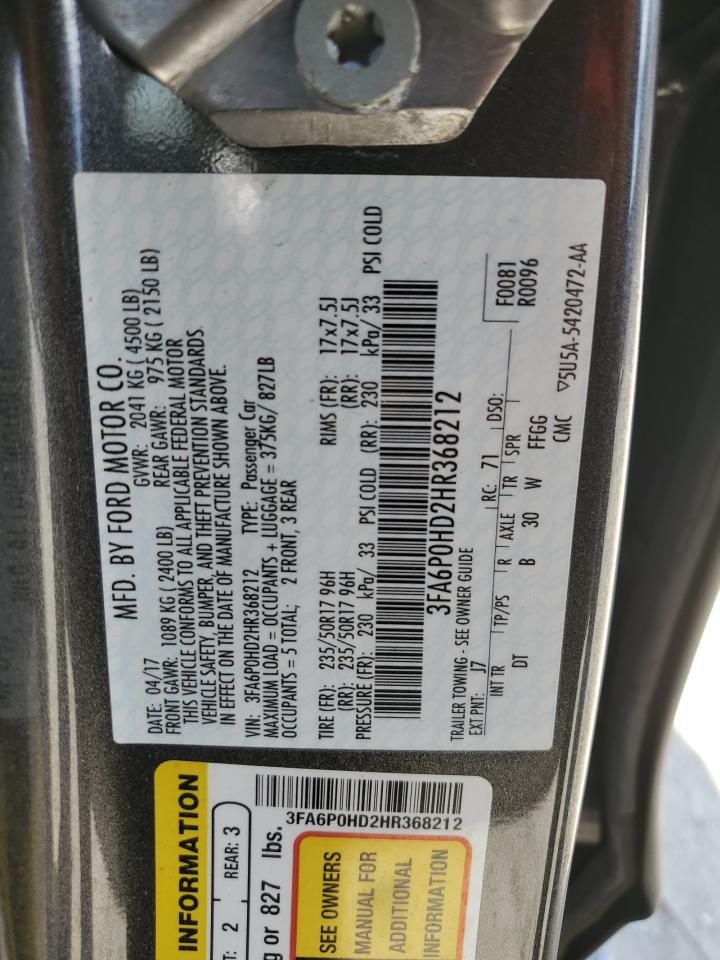 MFD. BY FORD MOTOR CO.
DATE: 04/17 GVWR: 2041 KG ( 4500 LB)
FRONT GAWR: 1089 KG ( 2400 LB) REAR GAWR: 975 KG ( 2150 LB)
THIS VEHICLE CONFORMS TO ALL APPLICABLE FEDERAL MOTOR
VEHICLE SAFETY, BUMPER, AND THEFT PREVENTION STANDARDS
IN EFFECT ON THE DATE OF MANUFACTURE SHOWN ABOVE.
VIN: 3FA6P0HD2HR368212 TYPE: Passenger Car
MAXIMUM LOAD = OCCUPANTS + LUGGAGE = 375KG/ 827LB
OCCUPANTS = 5 TOTAL; 2 FRONT, 3 REAR
TIRE (FR): 235/50R17 96H RIMS (FR): 17x7.5J
(RR): 235/50R17 96H (RR): 17x7.5J
PRESSURE (FR): 230 kPa/ 33 PSI COLD (RR): 230 kPa/ 33 PSI COLD
3FA6P0HD2HR368212
TRAILER TOWING - SEE OWNER GUIDE
EXT PNT: J7 RC: 71 DSO: F0081
R0096
INT TR TP/PS R AXLE TR SPR
DT B 30 W FFGG
CMC ▽5U5A-5420472-AA
INFORMATION
3FA6P0HD2HR368212
2 REAR: 3
or 827 lbs.
SEE OWNERS
MANUAL FOR
ADDITIONAL
INFORMATION